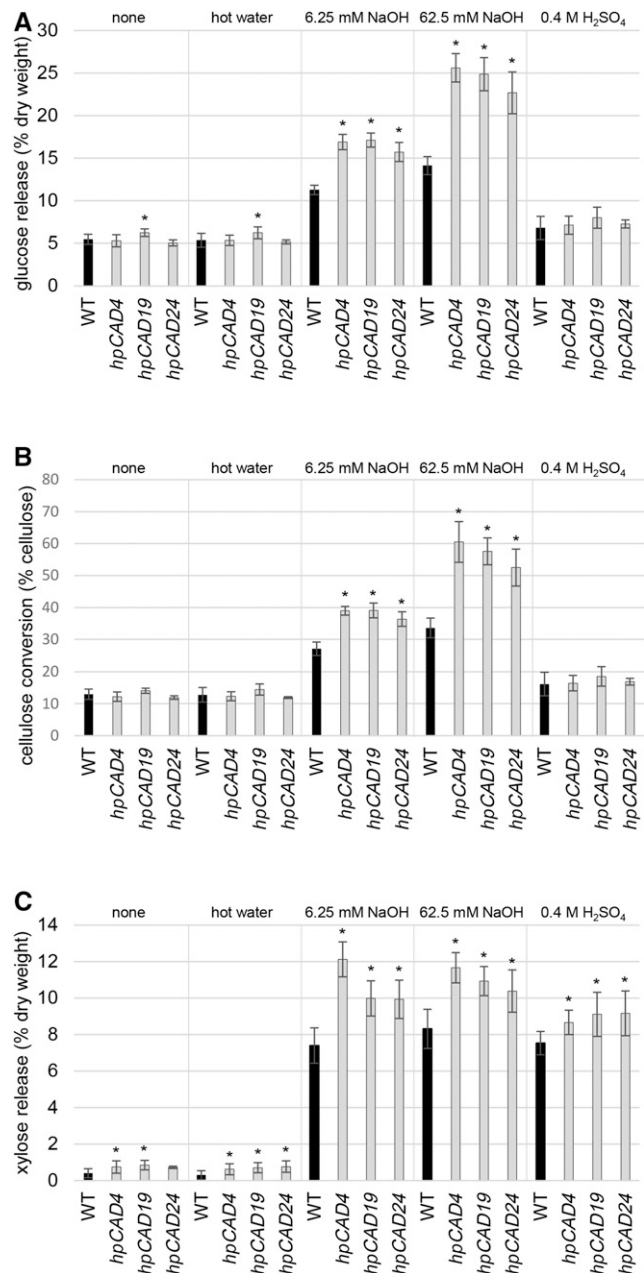 A
none hot water 6.25 mM NaOH 62.5 mM NaOH 0.4 M H₂SO₄
glucose release (% dry weight)
30
25
20
15
10
5
0
* * * * * * * *
WT hpCAD4 hpCAD19 hpCAD24 WT hpCAD4 hpCAD19 hpCAD24 WT hpCAD4 hpCAD19 hpCAD24 WT hpCAD4 hpCAD19 hpCAD24 WT hpCAD4 hpCAD19 hpCAD24
B
none hot water 6.25 mM NaOH 62.5 mM NaOH 0.4 M H₂SO₄
cellulose conversion (% cellulose)
80
70
60
50
40
30
20
10
0
* * * * * *
WT hpCAD4 hpCAD19 hpCAD24 WT hpCAD4 hpCAD19 hpCAD24 WT hpCAD4 hpCAD19 hpCAD24 WT hpCAD4 hpCAD19 hpCAD24 WT hpCAD4 hpCAD19 hpCAD24
C
none hot water 6.25 mM NaOH 62.5 mM NaOH 0.4 M H₂SO₄
xylose release (% dry weight)
14
12
10
8
6
4
2
0
* * * * * * * * * * * * * *
WT hpCAD4 hpCAD19 hpCAD24 WT hpCAD4 hpCAD19 hpCAD24 WT hpCAD4 hpCAD19 hpCAD24 WT hpCAD4 hpCAD19 hpCAD24 WT hpCAD4 hpCAD19 hpCAD24